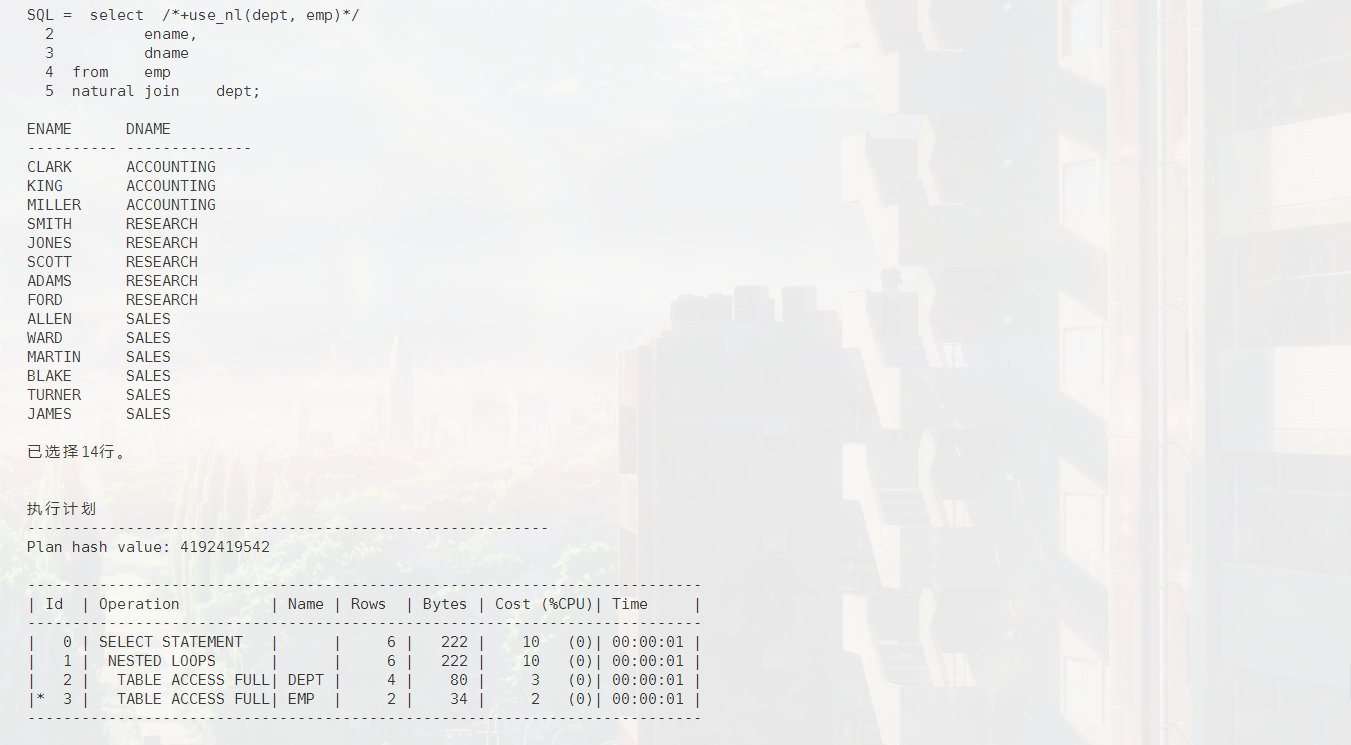 SQL =  select  /*+use_nl(dept, emp)*/
  2          ename,
  3          dname
  4  from    emp
  5  natural join    dept;
ENAME      DNAME
---------- --------------
CLARK      ACCOUNTING
KING       ACCOUNTING
MILLER     ACCOUNTING
SMITH      RESEARCH
JONES      RESEARCH
SCOTT      RESEARCH
ADAMS      RESEARCH
FORD       RESEARCH
ALLEN      SALES
WARD       SALES
MARTIN     SALES
BLAKE      SALES
TURNER     SALES
JAMES      SALES
已选择14行。
执行计划
----------------------------------------------------------
Plan hash value: 4192419542
---------------------------------------------------------------------------
| Id  | Operation          | Name | Rows  | Bytes | Cost (%CPU)| Time     |
---------------------------------------------------------------------------
|   0 | SELECT STATEMENT   |      |     6 |   222 |    10   (0)| 00:00:01 |
|   1 |  NESTED LOOPS      |      |     6 |   222 |    10   (0)| 00:00:01 |
|   2 |   TABLE ACCESS FULL| DEPT |     4 |    80 |     3   (0)| 00:00:01 |
|*  3 |   TABLE ACCESS FULL| EMP  |     2 |    34 |     2   (0)| 00:00:01 |
---------------------------------------------------------------------------